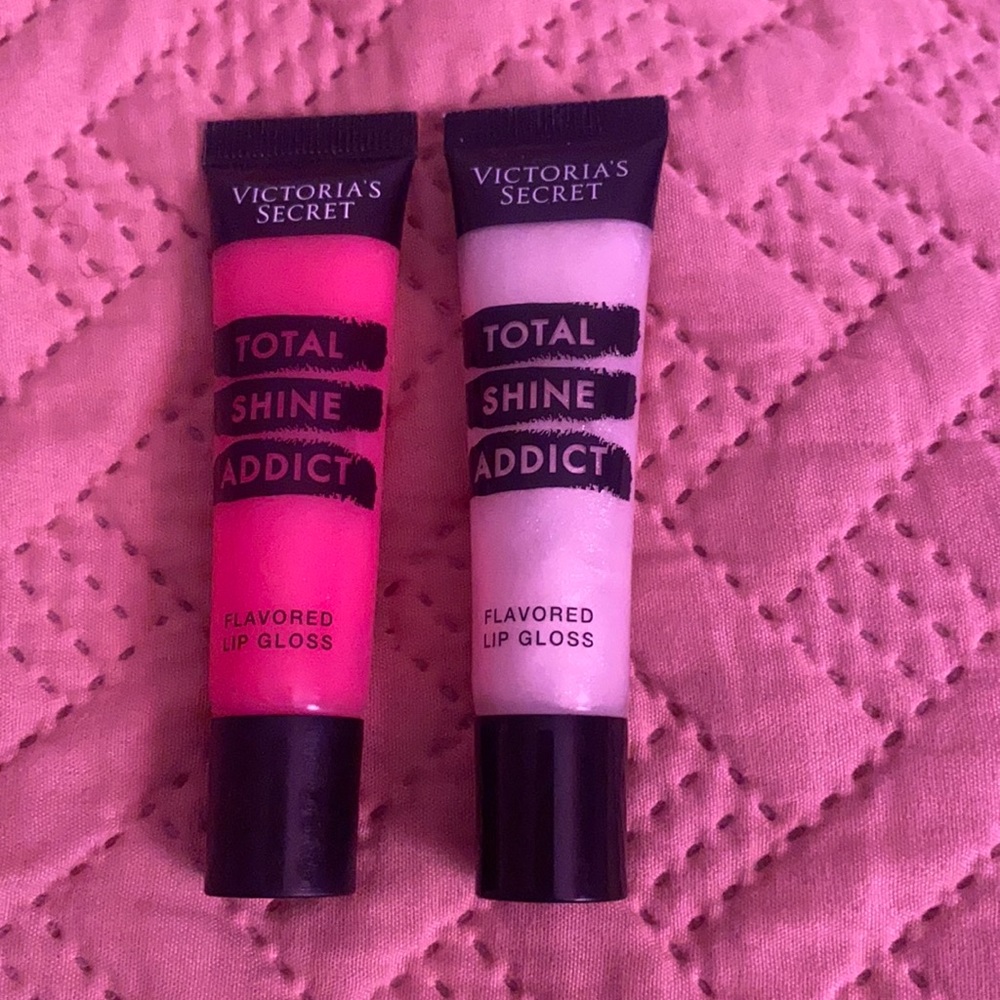 VICTORIA'S
SECRET
TOTAL
SHINE
ADDICT
FLAVORED
LIP GLOSS
VICTORIA'S
SECRET
TOTAL
SHINE
ADDICT
FLAVORED
LIP GLOSS